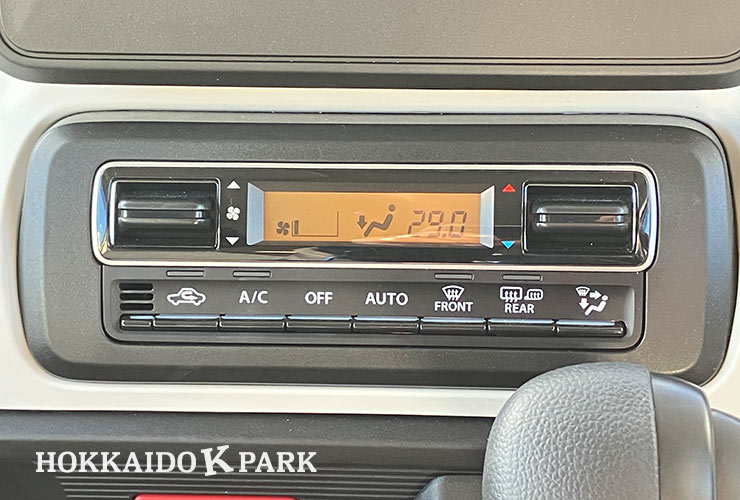 29.0
A/C OFF AUTO FRONT REAR
HOKKAIDO K PARK